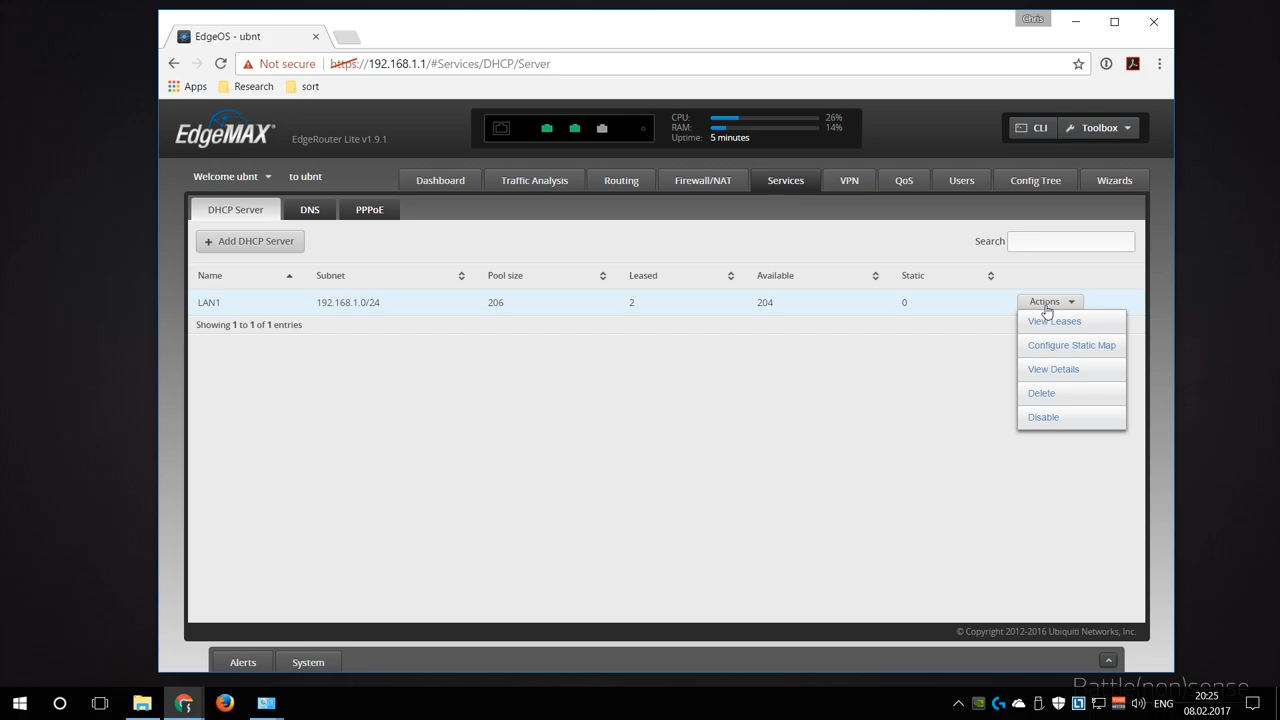 Chris
EdgeOS - ubnt
Not secure https://192.168.1.1/#Services/DHCP/Server
Apps Research sort
EdgeMAX EdgeRouter Lite v1.9.1
CPU: 26%
RAM: 14%
Uptime: 5 minutes
CLI Toolbox
Welcome ubnt to ubnt Dashboard Traffic Analysis Routing Firewall/NAT Services VPN QoS Users Config Tree Wizards
DHCP Server DNS PPPoE
+ Add DHCP Server Search
Name Subnet Pool size Leased Available Static
LAN1 192.168.1.0/24 206 2 204 0 Actions
Showing 1 to 1 of 1 entries
View Leases
Configure Static Map
View Details
Delete
Disable
© Copyright 2012-2016 Ubiquiti Networks, Inc.
Alerts System
Battle(non)sense
ENG 20:25
08.02.2017